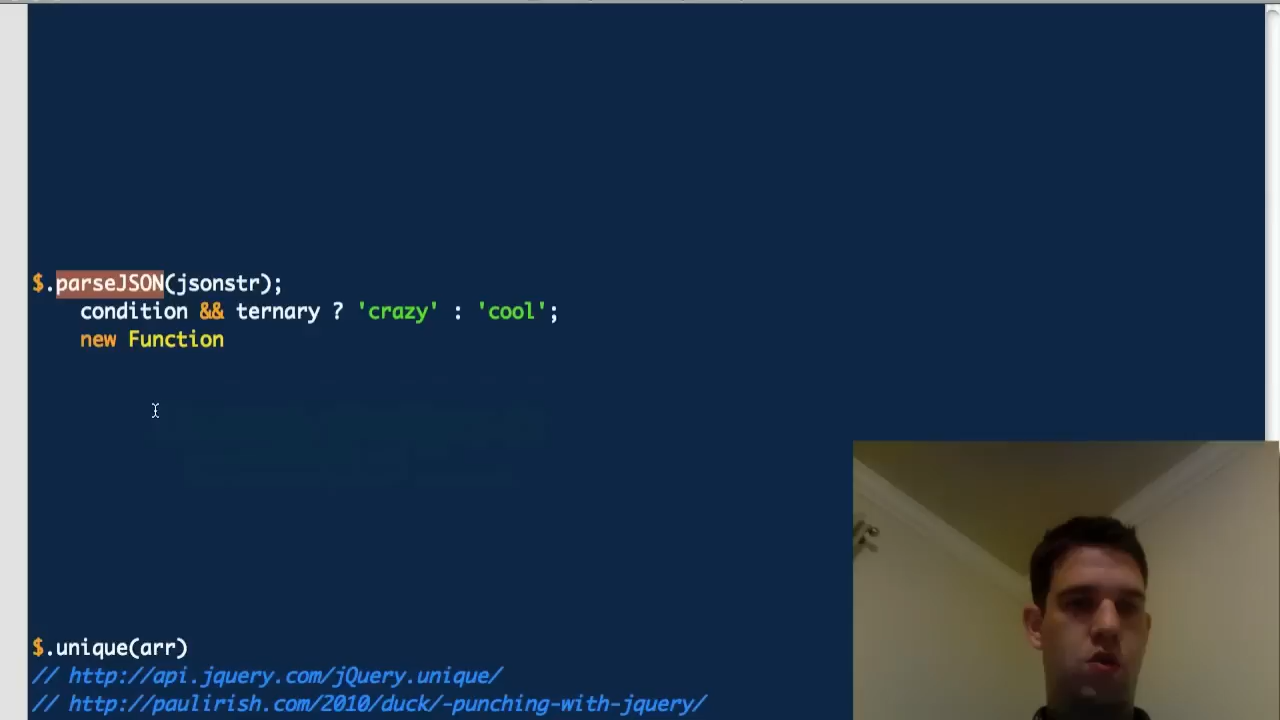 $.parseJSON(jsonstr);
condition && ternary ? 'crazy' : 'cool';
new Function
$.unique(arr)
// http://api.jquery.com/jQuery.unique/
// http://paulirish.com/2010/duck/-punching-with-jquery/